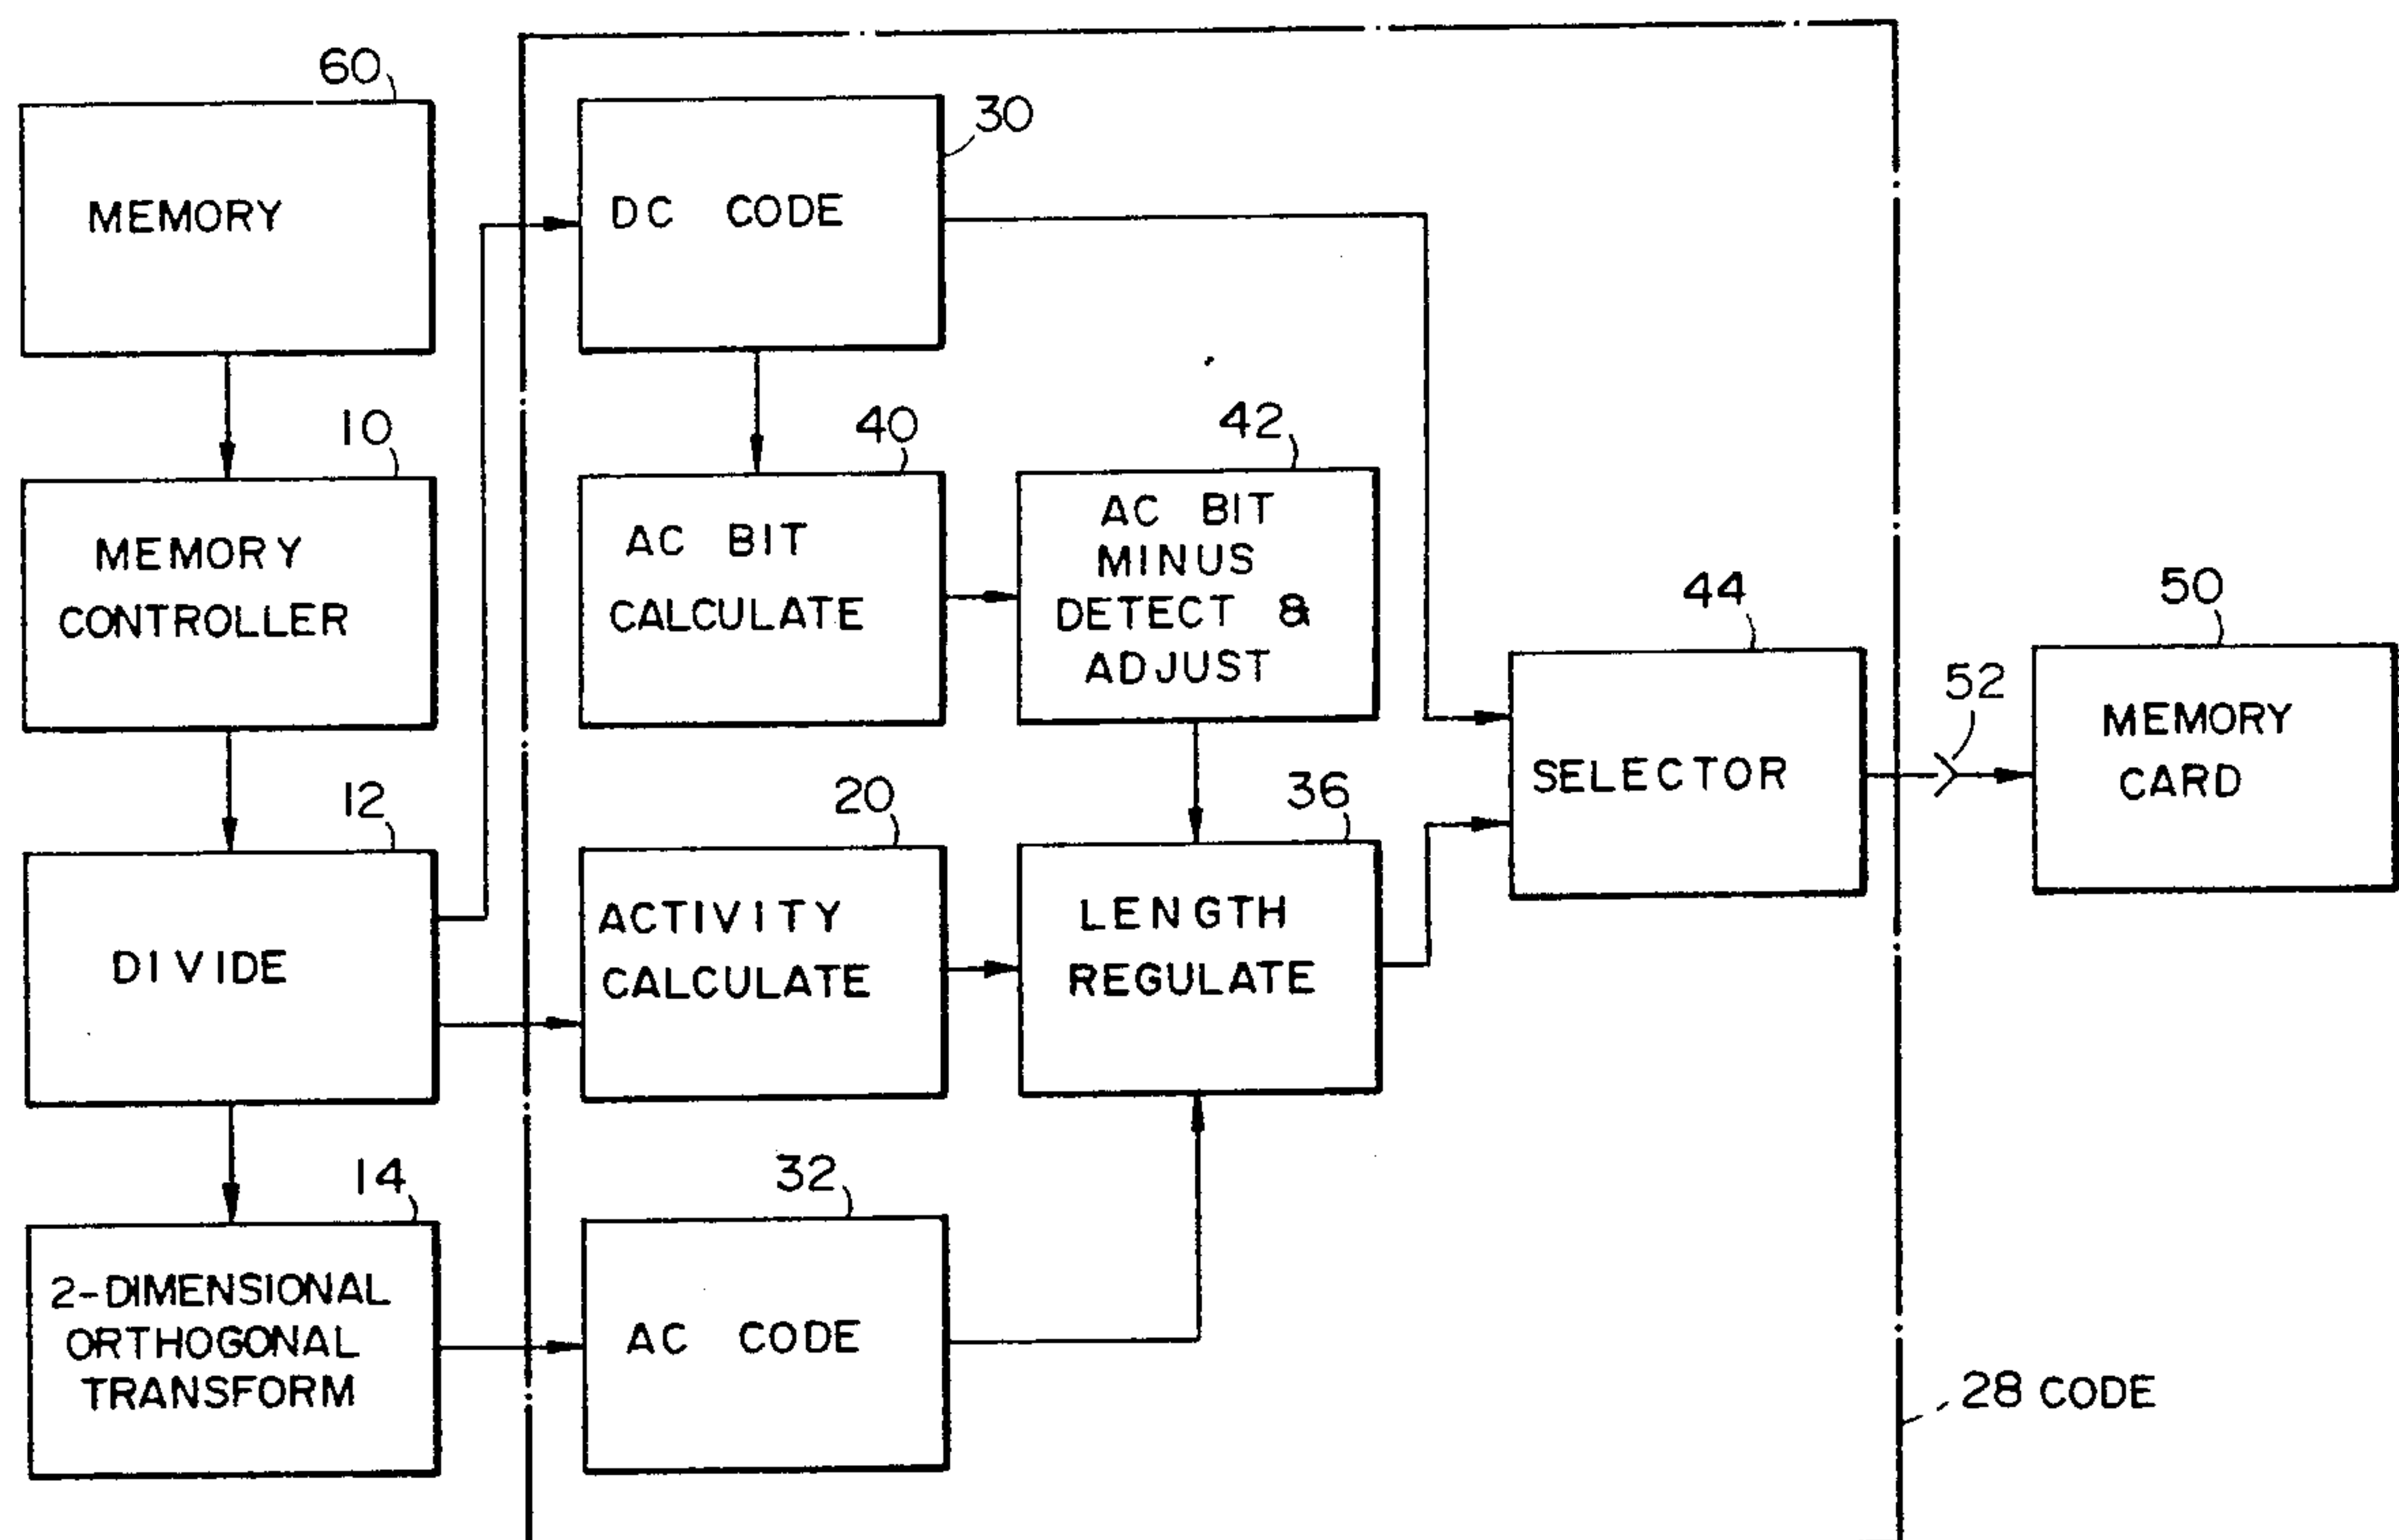 60
MEMORY
30
DC CODE
10
MEMORY
CONTROLLER
40
AC BIT
CALCULATE
42
AC BIT
MINUS
DETECT &
ADJUST
44
SELECTOR
52
50
MEMORY
CARD
12
DIVIDE
20
ACTIVITY
CALCULATE
36
LENGTH
REGULATE
14
2-DIMENSIONAL
ORTHOGONAL
TRANSFORM
32
AC CODE
28 CODE